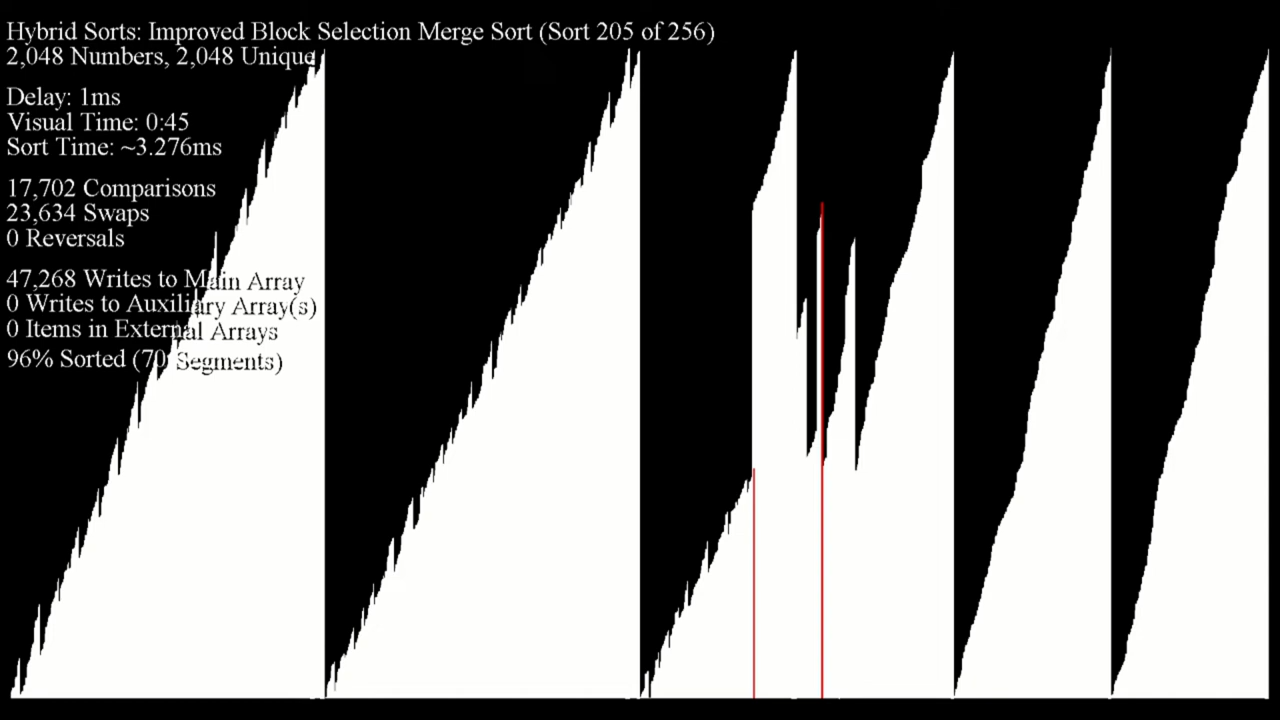 Hybrid Sorts: Improved Block Selection Merge Sort (Sort 205 of 256)
2,048 Numbers, 2,048 Unique
Delay: 1ms
Visual Time: 0:45
Sort Time: ~3.276ms
17,702 Comparisons
23,634 Swaps
0 Reversals
47,268 Writes to Main Array
0 Writes to Auxiliary Array(s)
0 Items in External Arrays
96% Sorted (70 Segments)